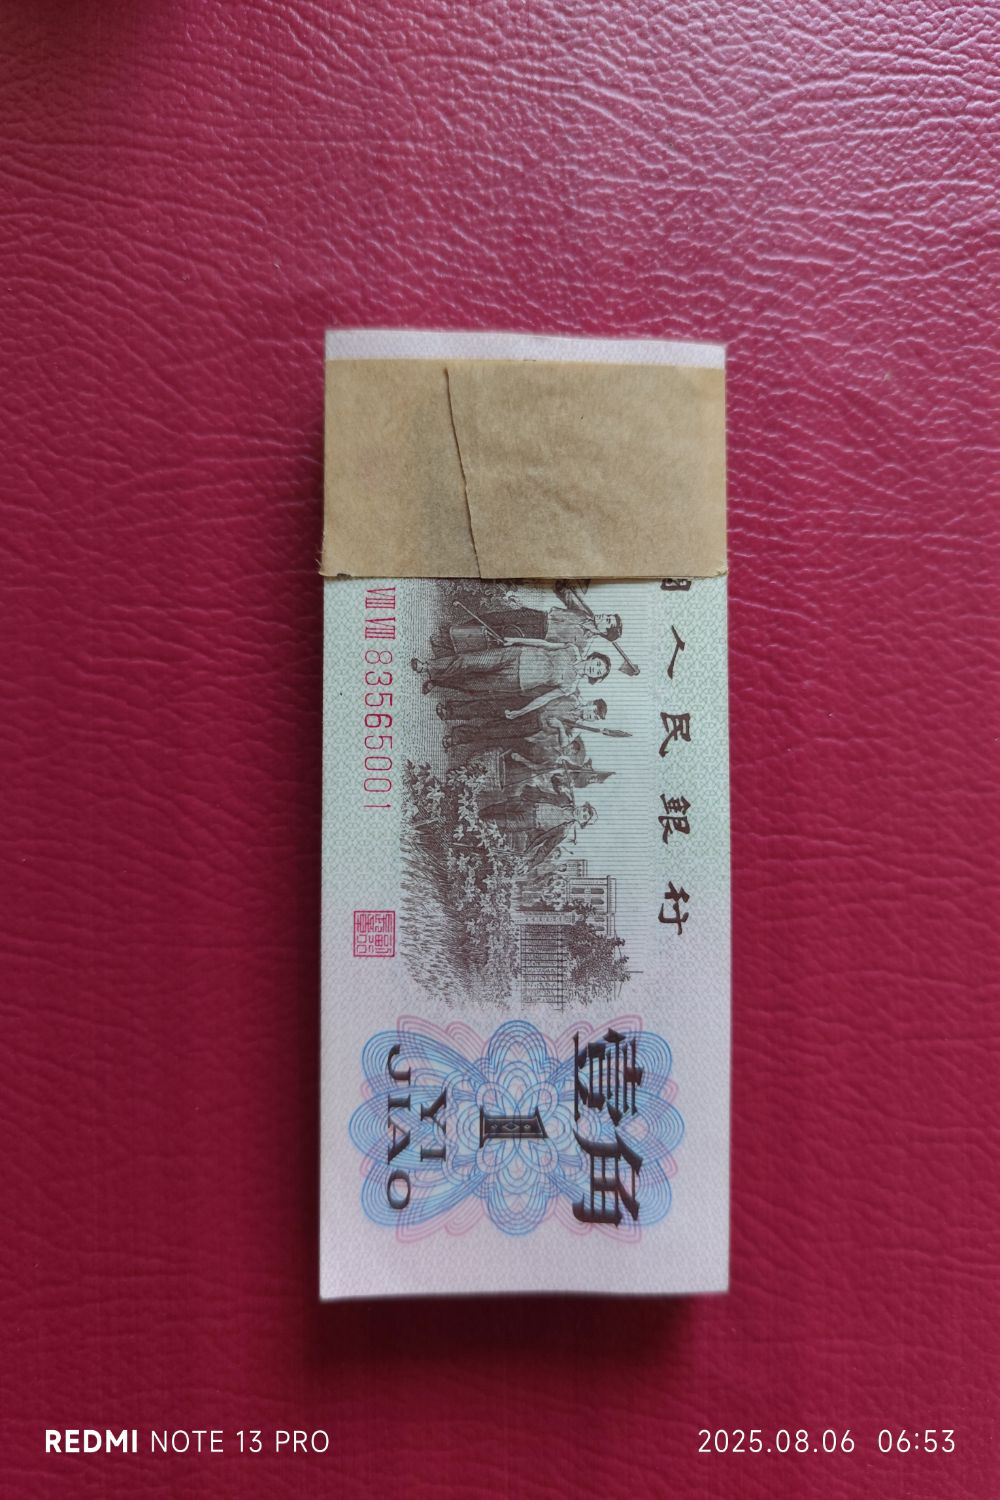 人民銀行
VIII VIII 83565001
壹角
1
YI
JIAO
REDMI NOTE 13 PRO
2025.08.06 06:53